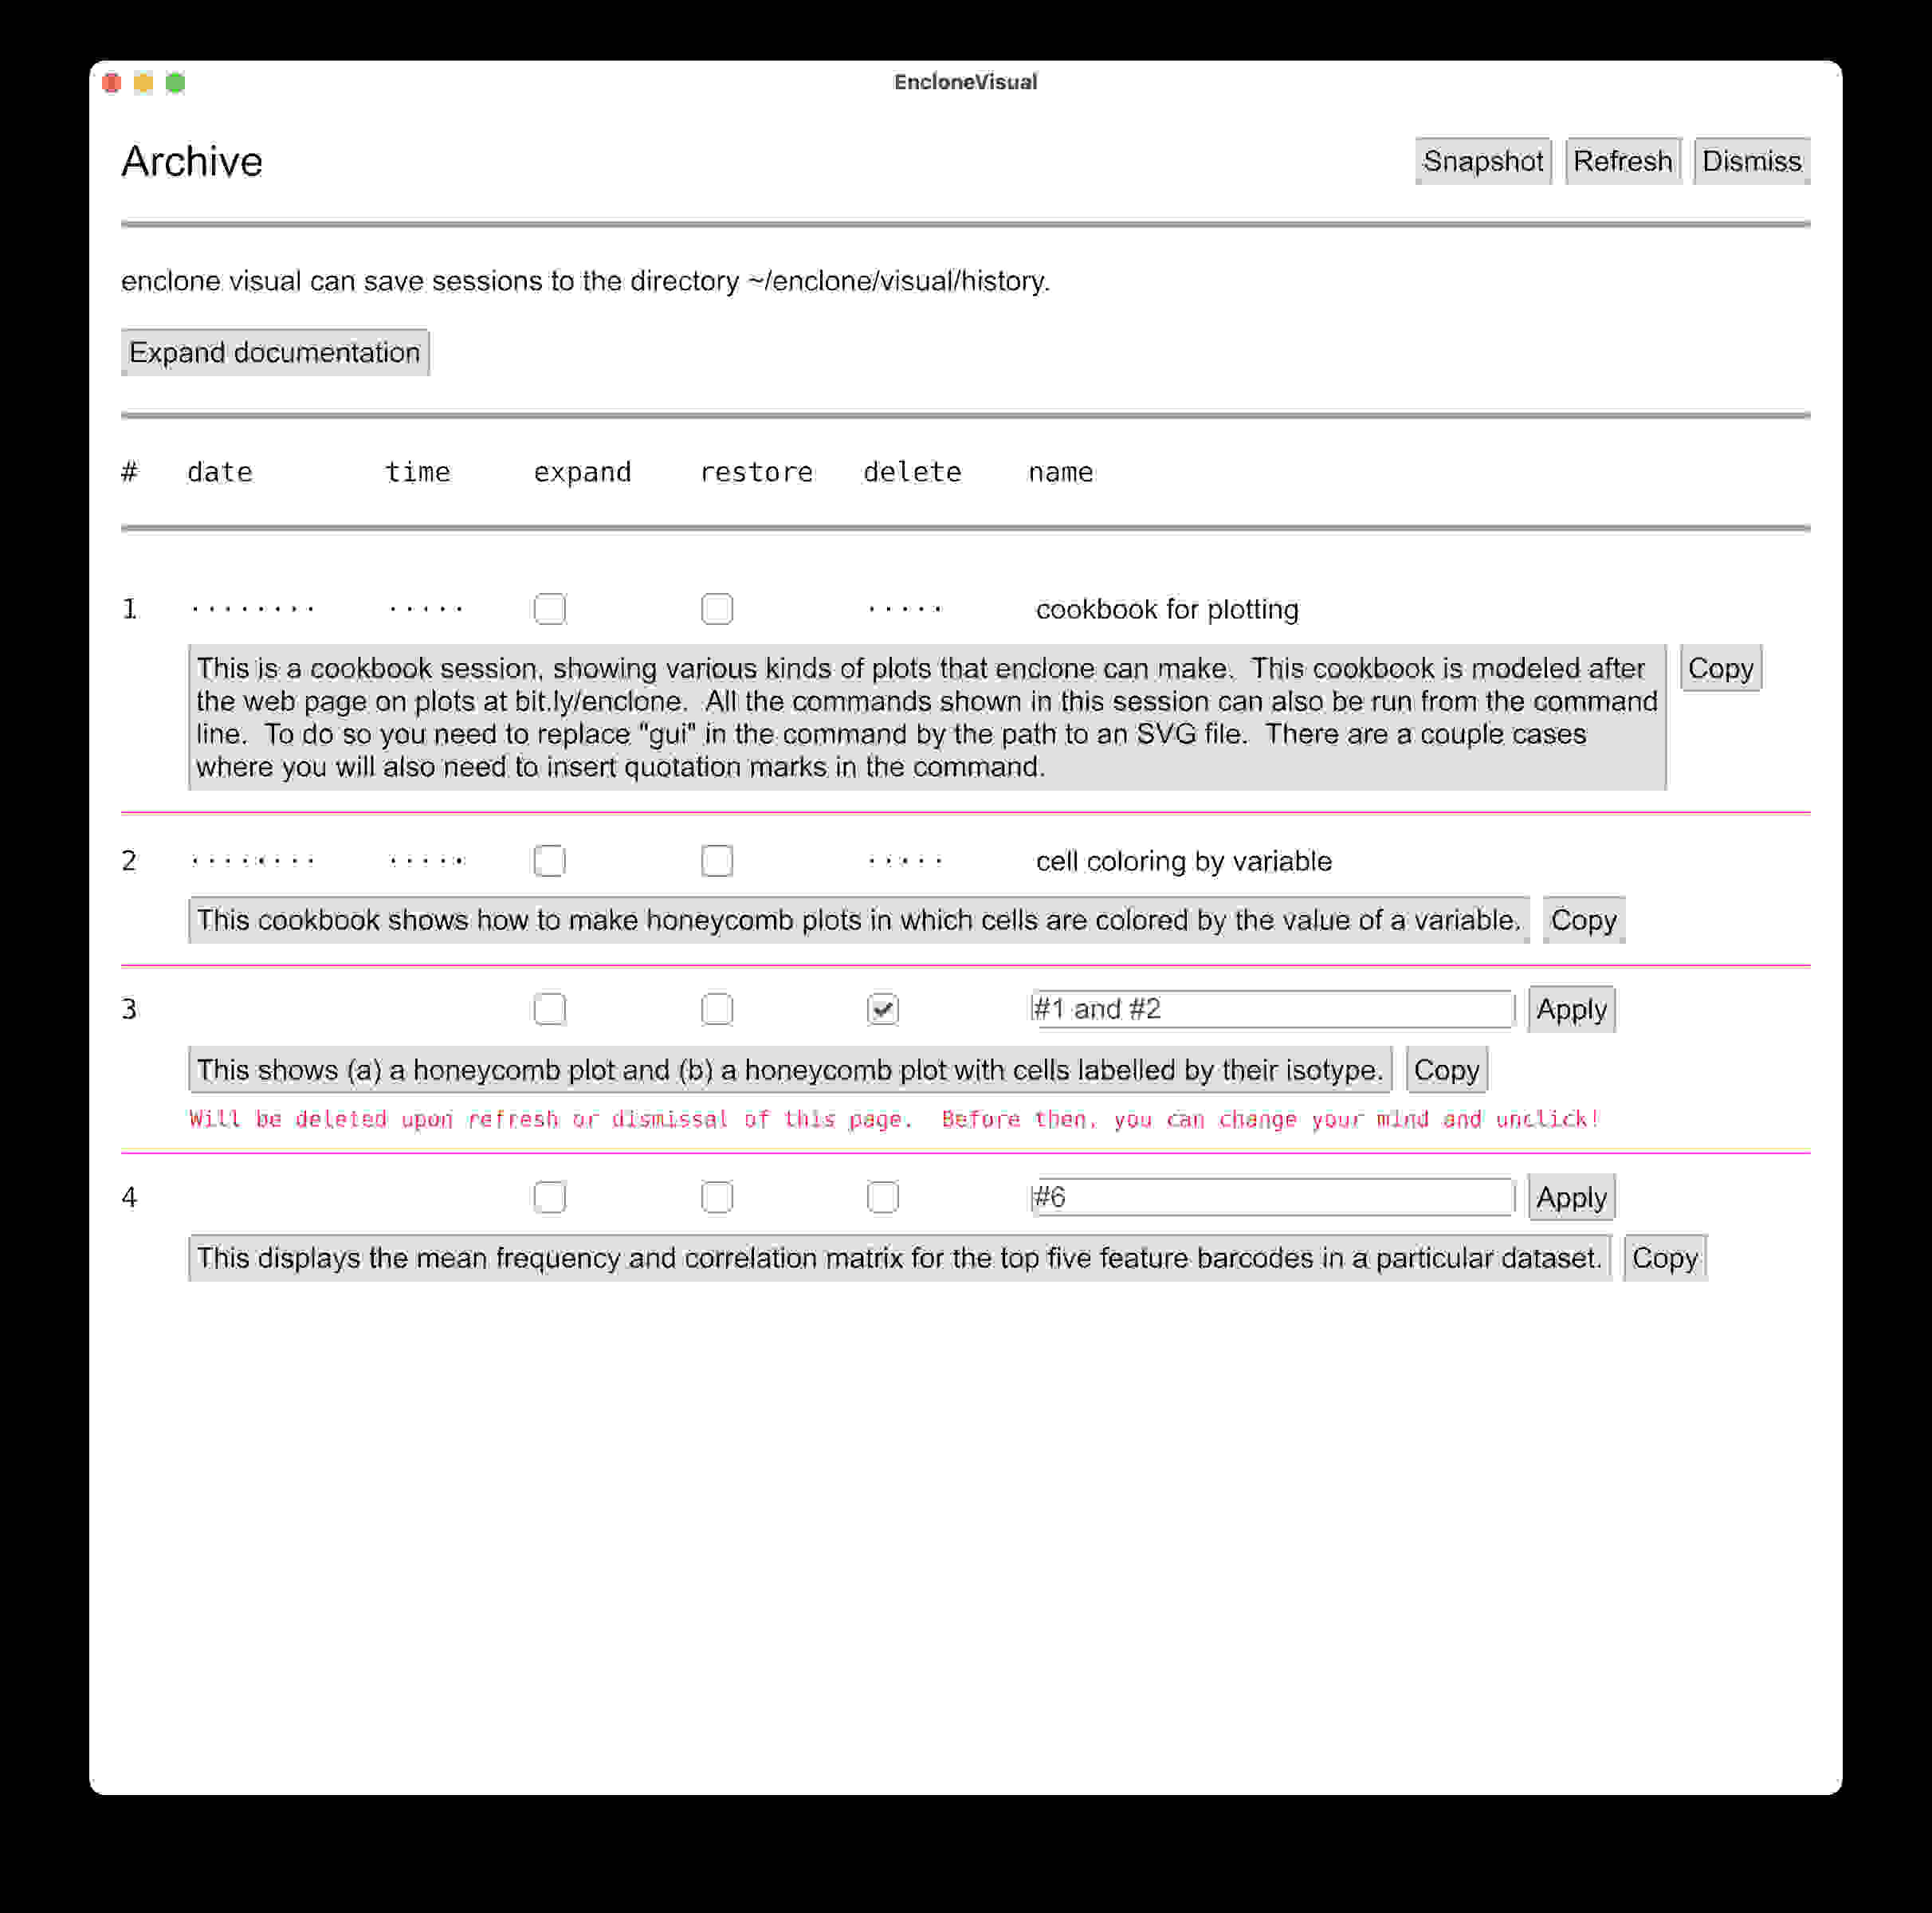 EncloneVisual
Archive Snapshot Refresh Dismiss
enclone visual can save sessions to the directory ~/enclone/visual/history.
Expand documentation
# date time expand restore delete name
1 ········ ····· ····· cookbook for plotting
This is a cookbook session, showing various kinds of plots that enclone can make.  This cookbook is modeled after Copy
the web page on plots at bit.ly/enclone.  All the commands shown in this session can also be run from the command
line.  To do so you need to replace "gui" in the command by the path to an SVG file.  There are a couple cases
where you will also need to insert quotation marks in the command.
2 ········ ····· ····· cell coloring by variable
This cookbook shows how to make honeycomb plots in which cells are colored by the value of a variable. Copy
3 #1 and #2 Apply
This shows (a) a honeycomb plot and (b) a honeycomb plot with cells labelled by their isotype. Copy
Will be deleted upon refresh or dismissal of this page.  Before then, you can change your mind and unclick!
4 #6 Apply
This displays the mean frequency and correlation matrix for the top five feature barcodes in a particular dataset. Copy